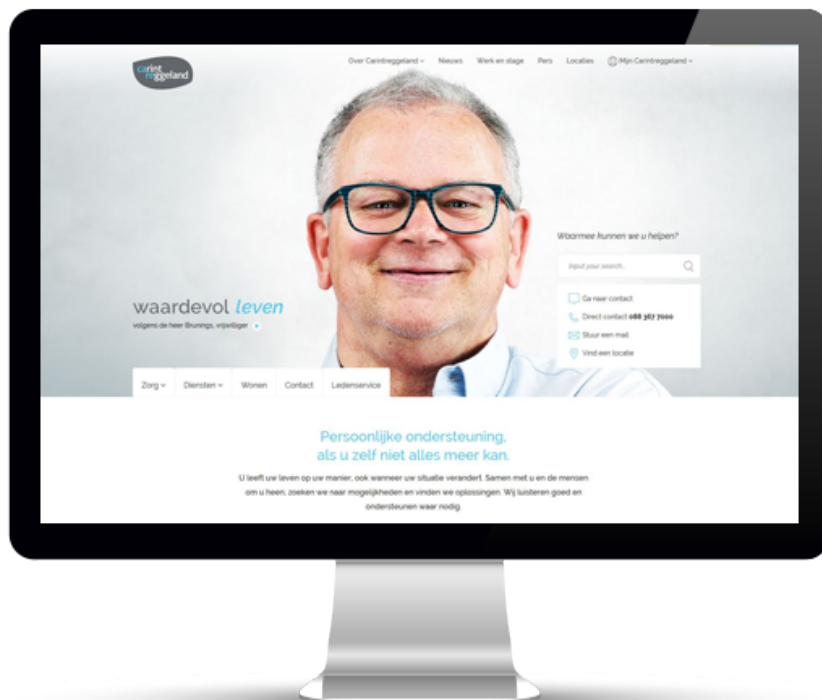 carint
reggeland
Over Carintreggeland
Nieuws
Werk en stage
Pers
Locaties
Mijn Carintreggeland
Waarmee kunnen we u helpen?
Input your search...
Ga naar contact
Direct contact 088 367 7000
Stuur een mail
Vind een locatie
waardevol leven
volgens de heer Brunings, vrijwilliger
Zorg
Diensten
Wonen
Contact
Ledenservice
Persoonlijke ondersteuning,
als u zelf niet alles meer kan.
U leeft uw leven op uw manier, ook wanneer uw situatie verandert. Samen met u en de mensen
om u heen, zoeken we naar mogelijkheden en vinden we oplossingen. Wij luisteren goed en
ondersteunen waar nodig.